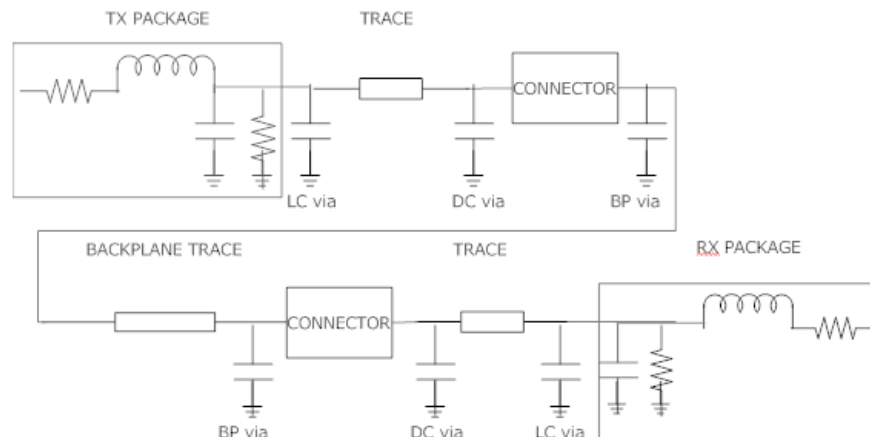 TX PACKAGE
TRACE
CONNECTOR
LC via
DC via
BP via
BACKPLANE TRACE
TRACE
RX PACKAGE
CONNECTOR
BP via
DC via
LC via